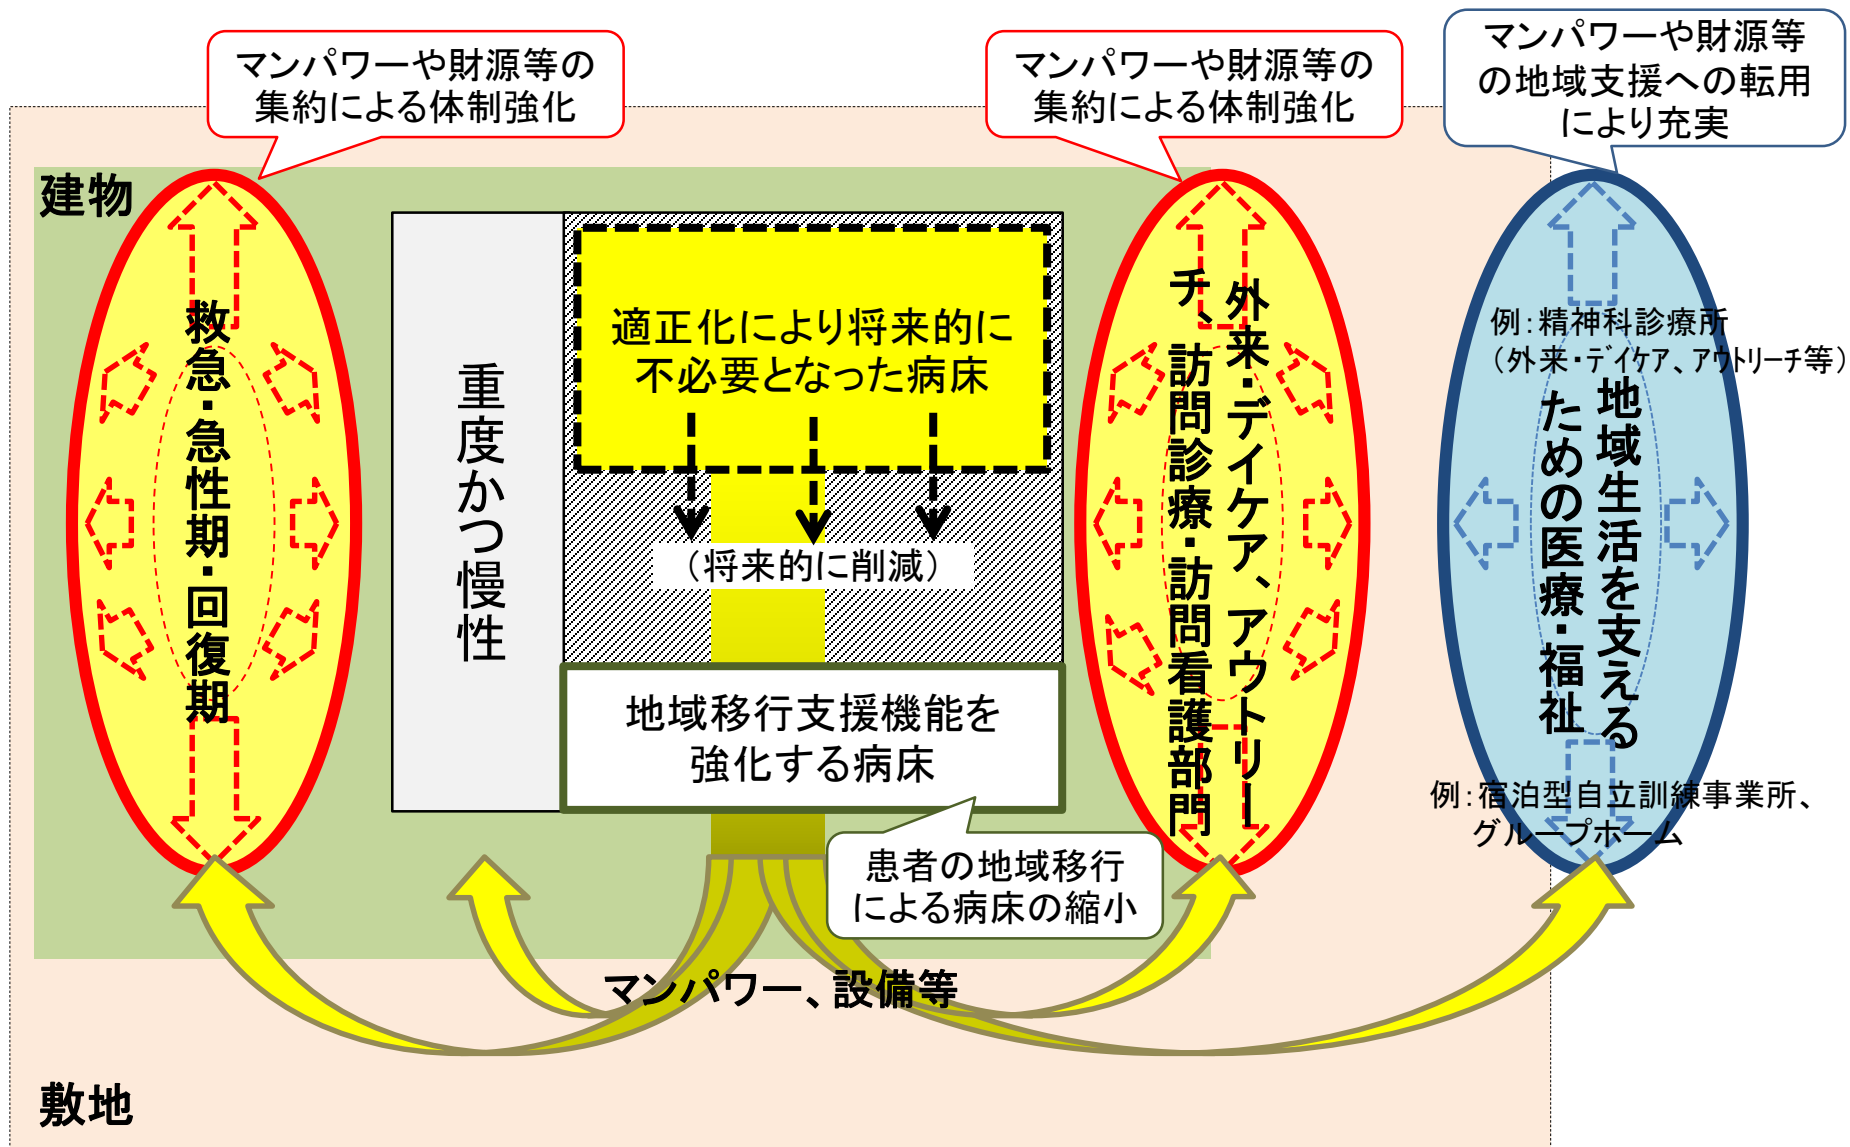 マンパワーや財源等の
集約による体制強化
マンパワーや財源等の
集約による体制強化
マンパワーや財源等
の地域支援への転用
により充実
建物
救急・急性期・回復期
重度かつ慢性
適正化により将来的に
不必要となった病床
（将来的に削減）
地域移行支援機能を
強化する病床
患者の地域移行
による病床の縮小
外来・デイケア、アウトリー
チ、訪問診療・訪問看護部門
例：精神科診療所
（外来・ﾃﾞｲｹｱ、ｱｳﾄﾘｰﾁ等）
地域生活を支える
ための医療・福祉
例：宿泊型自立訓練事業所、
グループホーム
マンパワー、設備等
敷地